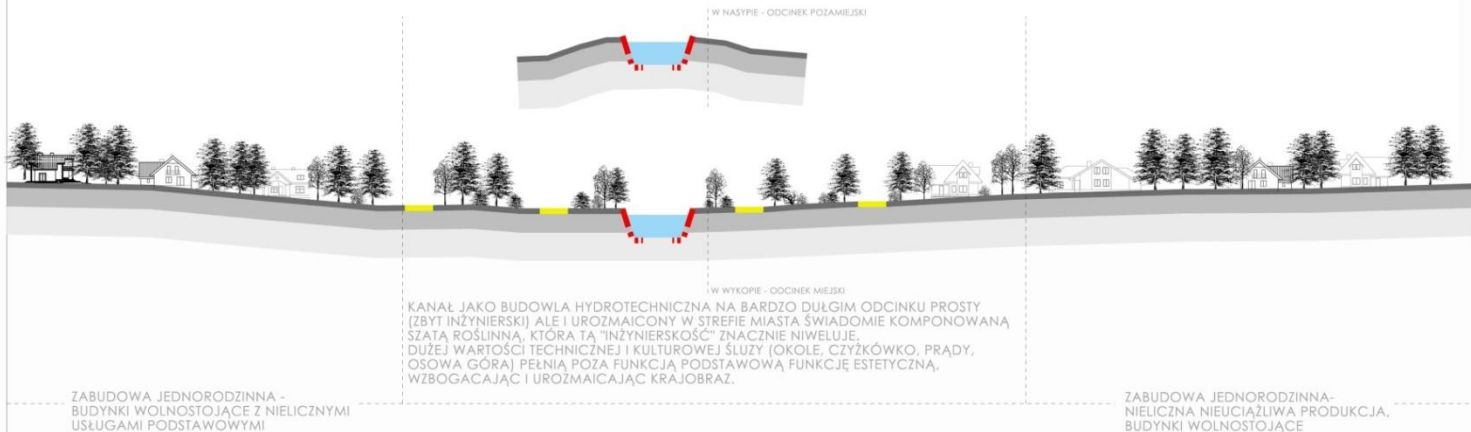 W NASYPIE - ODCINEK POZAMIEJSKI
W WYKOPIE - ODCINEK MIEJSKI
KANAŁ JAKO BUDOWLA HYDROTECHNICZNA NA BARDZO DUŁGIM ODCINKU PROSTY
(ZBYT INŻYNIERSKI) ALE I UROZMAICONY W STREFIE MIASTA ŚWIADOMIE KOMPONOWANĄ
SZATĄ ROŚLINNĄ, KTÓRA TĄ "INŻYNIERSKOŚĆ" ZNACZNIE NIWELUJE.
DUŻEJ WARTOŚCI TECHNICZNEJ I KULTUROWEJ ŚLUZY (OKOLE, CZYŻKÓWKO, PRĄDY,
OSOWA GÓRA) PEŁNIĄ POZA FUNKCJĄ PODSTAWOWĄ FUNKCJĘ ESTETYCZNĄ,
WZBOGACAJĄC I UROZMAICAJĄC KRAJOBRAZ.
ZABUDOWA JEDNORODZINNA -
BUDYNKI WOLNOSTOJĄCE Z NIELICZNYMI
USŁUGAMI PODSTAWOWYMI
ZABUDOWA JEDNORODZINNA-
NIELICZNA NIEUCIĄŻLIWA PRODUKCJA,
BUDYNKI WOLNOSTOJĄCE